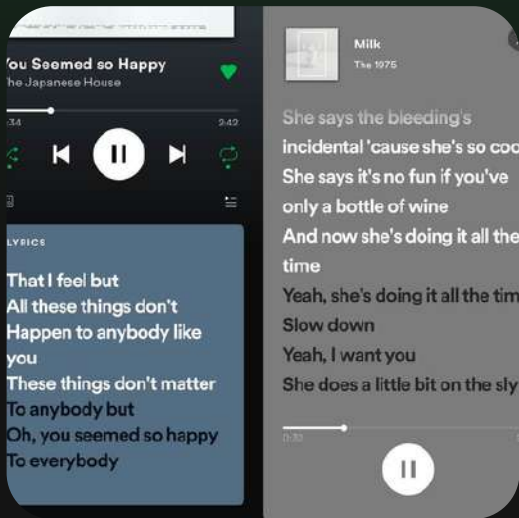 You Seemed so Happy
The Japanese House
:34
2:42
LYRICS
That I feel but
All these things don't
Happen to anybody like
you
These things don't matter
To anybody but
Oh, you seemed so happy
To everybody
Milk
The 1975
She says the bleeding's
incidental 'cause she's so coo
She says it's no fun if you've
only a bottle of wine
And now she's doing it all the
time
Yeah, she's doing it all the tim
Slow down
Yeah, I want you
She does a little bit on the sly
0:30